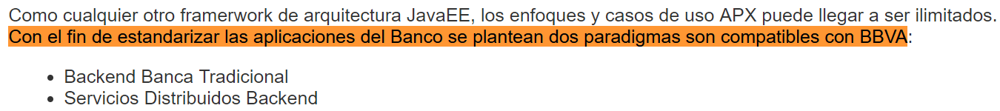 Como cualquier otro framerwork de arquitectura JavaEE, los enfoques y casos de uso APX puede llegar a ser ilimitados.
Con el fin de estandarizar las aplicaciones del Banco se plantean dos paradigmas son compatibles con BBVA:
• Backend Banca Tradicional
• Servicios Distribuidos Backend